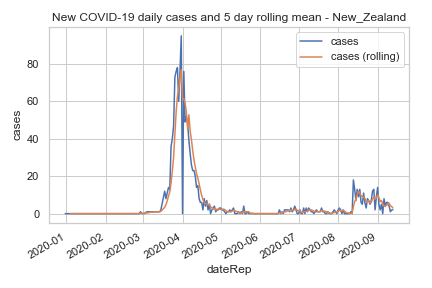 New COVID-19 daily cases and 5 day rolling mean - New_Zealand
cases
cases (rolling)
cases
80
60
40
20
0
2020-01
2020-02
2020-03
2020-04
2020-05
2020-06
2020-07
2020-08
2020-09
dateRep